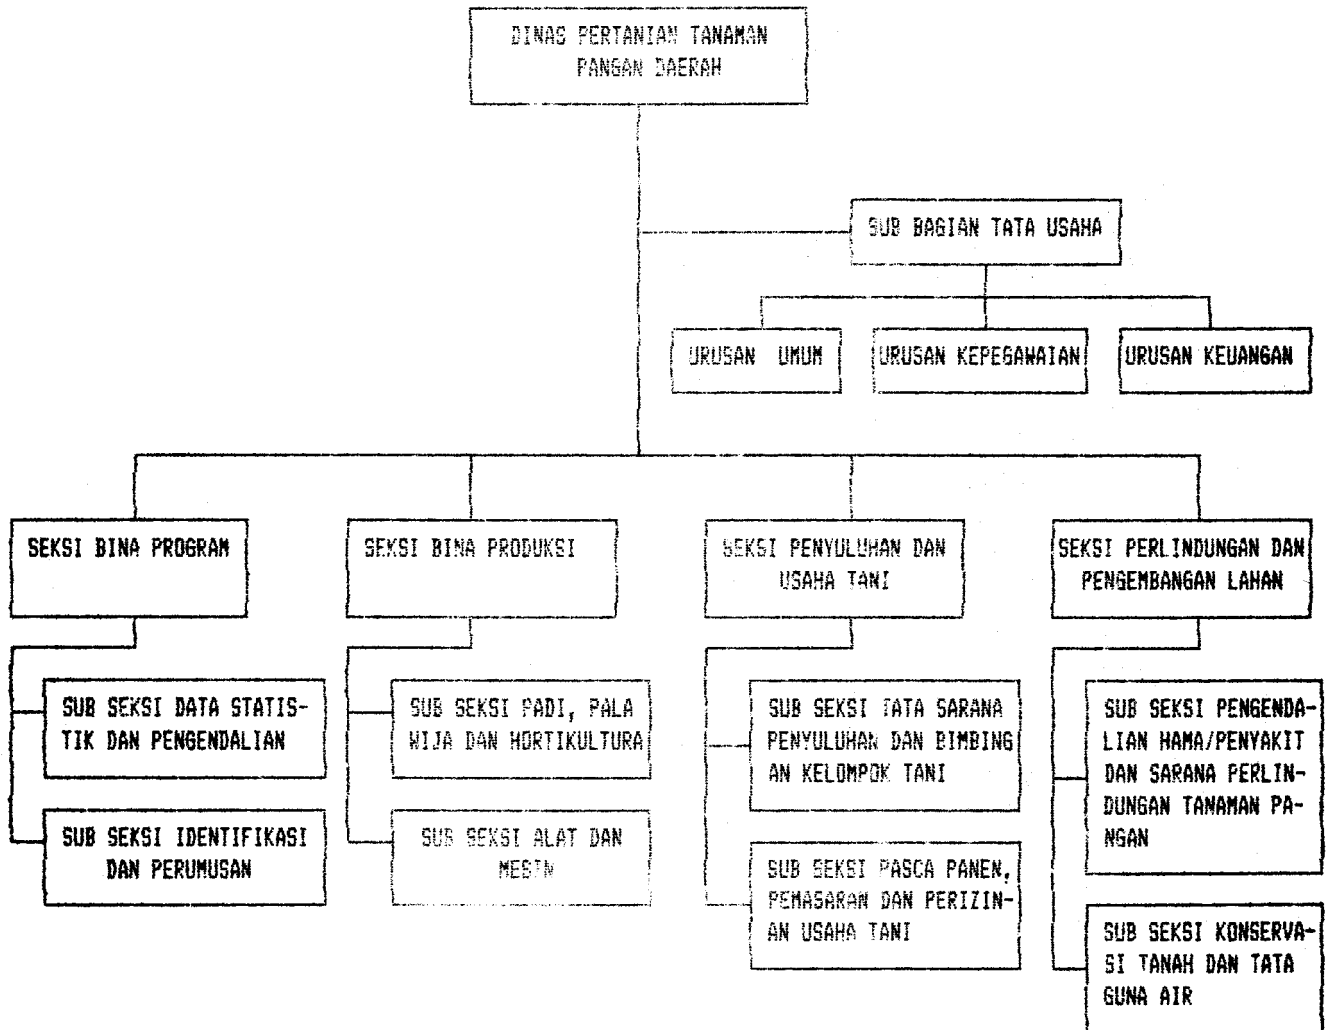 DINAS PERTANIAN TANAMAN
PANGAN DAERAH
SUB BAGIAN TATA USAHA
URUSAN UMUM
URUSAN KEPEGAWAIAN
URUSAN KEUANGAN
SEKSI BINA PROGRAM
SEKSI BINA PRODUKSI
SEKSI PENYULUHAN DAN
USAHA TANI
SEKSI PERLINDUNGAN DAN
PENGEMBANGAN LAHAN
SUB SEKSI DATA STATIS-
TIK DAN PENGENDALIAN
SUB SEKSI IDENTIFIKASI
DAN PERUMUSAN
SUB SEKSI PADI, PALA
WIJA DAN HORTIKULTURA
SUB SEKSI ALAT DAN
MESIN
SUB SEKSI TATA SARANA
PENYULUHAN DAN BIMBING
AN KELOMPOK TANI
SUB SEKSI PASCA PANEN,
PEMASARAN DAN PERIZIN-
AN USAHA TANI
SUB SEKSI PENGENDA-
LIAN HAMA/PENYAKIT
DAN SARANA PERLIN-
DUNGAN TANAMAN PA-
NGAN
SUB SEKSI KONSERVA-
SI TANAH DAN TATA
GUNA AIR